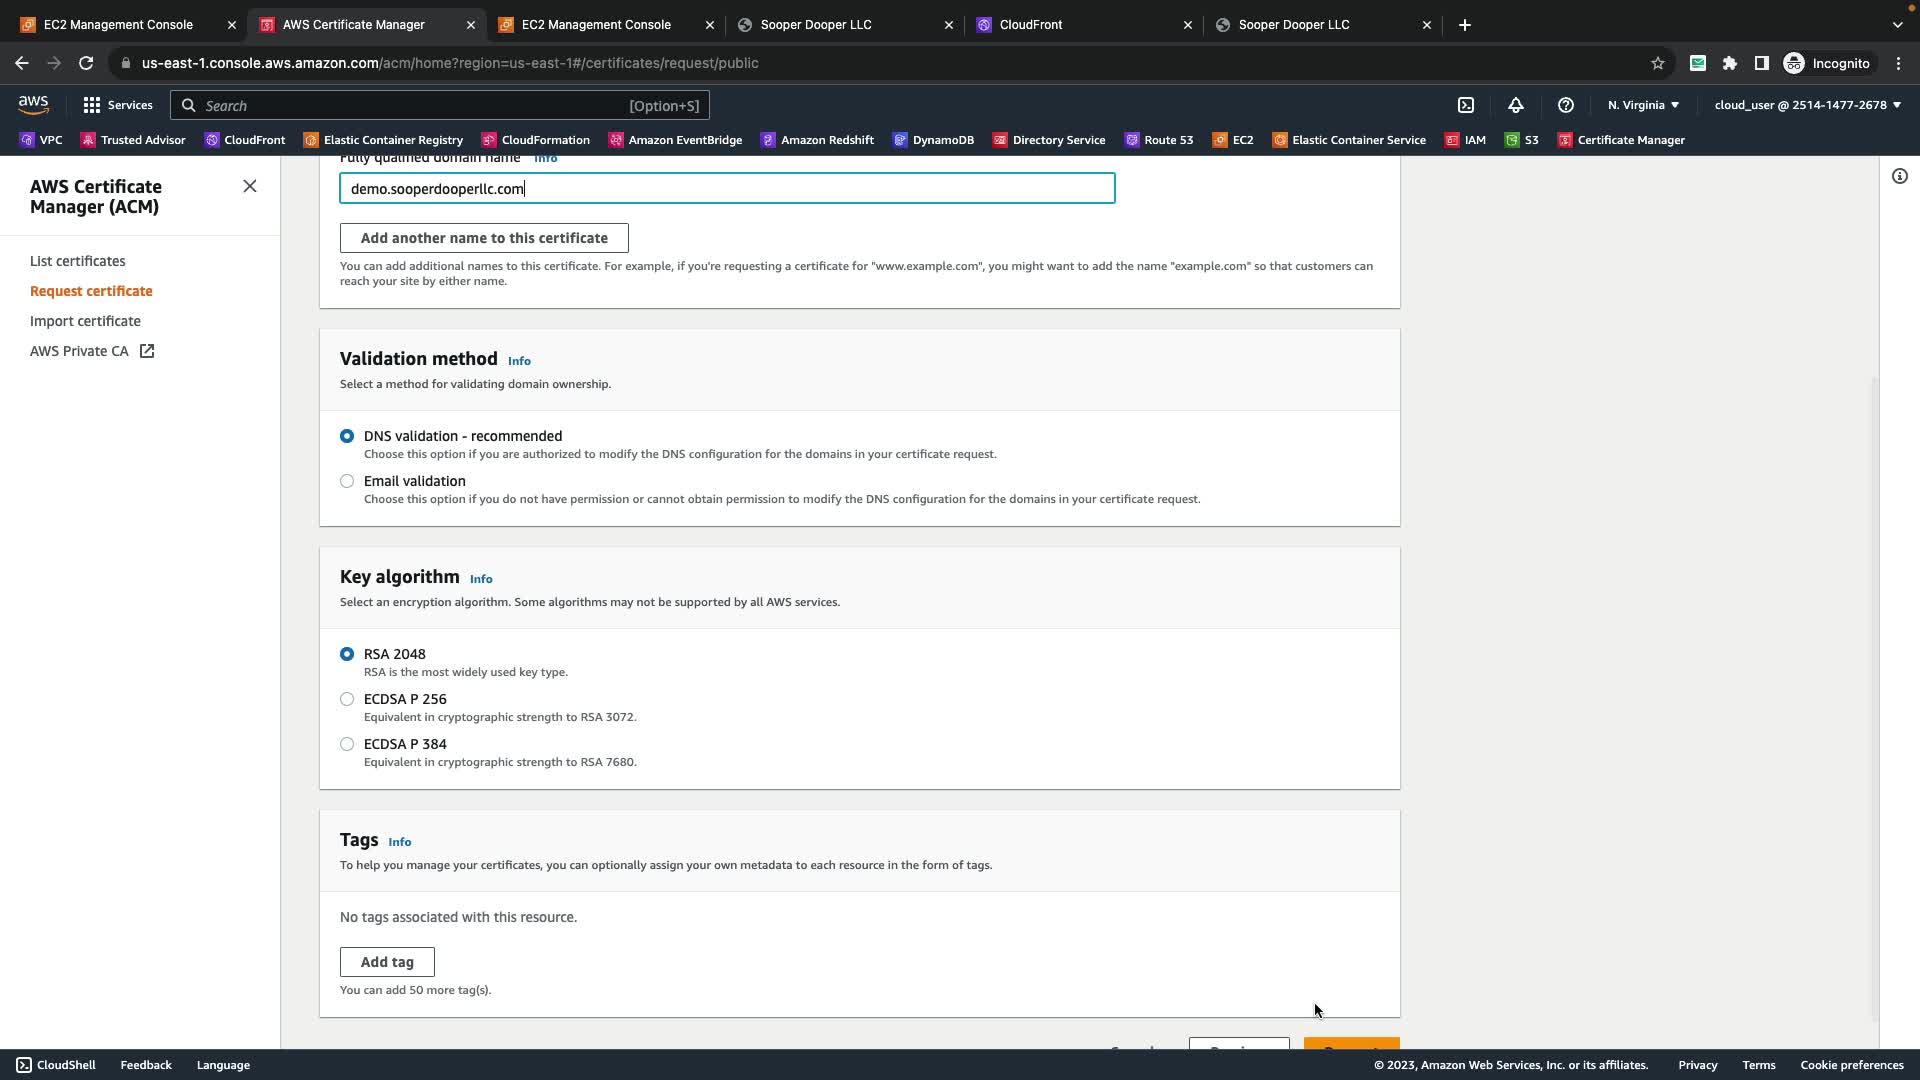 EC2 Management Console
AWS Certificate Manager
EC2 Management Console
Sooper Dooper LLC
CloudFront
Sooper Dooper LLC
us-east-1.console.aws.amazon.com/acm/home?region=us-east-1#/certificates/request/public
Incognito
aws
Services
Search
[Option+S]
N. Virginia
cloud_user @ 2514-1477-2678
VPC
Trusted Advisor
CloudFront
Elastic Container Registry
CloudFormation
Amazon EventBridge
Amazon Redshift
DynamoDB
Directory Service
Route 53
EC2
Elastic Container Service
IAM
S3
Certificate Manager
AWS Certificate
Manager (ACM)
List certificates
Request certificate
Import certificate
AWS Private CA
Fully qualified domain name Info
demo.sooperdooperllc.com
Add another name to this certificate
You can add additional names to this certificate. For example, if you're requesting a certificate for "www.example.com", you might want to add the name "example.com" so that customers can
reach your site by either name.
Validation method Info
Select a method for validating domain ownership.
DNS validation - recommended
Choose this option if you are authorized to modify the DNS configuration for the domains in your certificate request.
Email validation
Choose this option if you do not have permission or cannot obtain permission to modify the DNS configuration for the domains in your certificate request.
Key algorithm Info
Select an encryption algorithm. Some algorithms may not be supported by all AWS services.
RSA 2048
RSA is the most widely used key type.
ECDSA P 256
Equivalent in cryptographic strength to RSA 3072.
ECDSA P 384
Equivalent in cryptographic strength to RSA 7680.
Tags Info
To help you manage your certificates, you can optionally assign your own metadata to each resource in the form of tags.
No tags associated with this resource.
Add tag
You can add 50 more tag(s).
CloudShell
Feedback
Language
© 2023, Amazon Web Services, Inc. or its affiliates.
Privacy
Terms
Cookie preferences